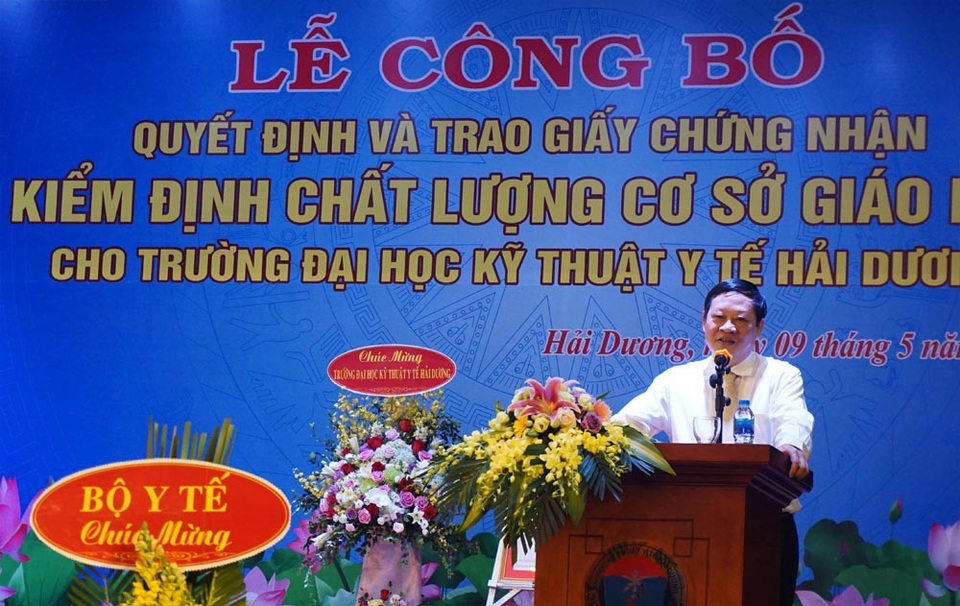 LỄ CÔNG BỐ
QUYẾT ĐỊNH VÀ TRAO GIẤY CHỨNG NHẬN
KIỂM ĐỊNH CHẤT LƯỢNG CƠ SỞ GIÁO
CHO TRƯỜNG ĐẠI HỌC KỸ THUẬT Y TẾ HẢI DƯƠN
Hải Dương, 09 tháng 5 năm
Chúc Mừng
TRƯỜNG ĐẠI HỌC KỸ THUẬT Y TẾ HẢI DƯƠNG
BỘ Y TẾ
Chúc Mừng